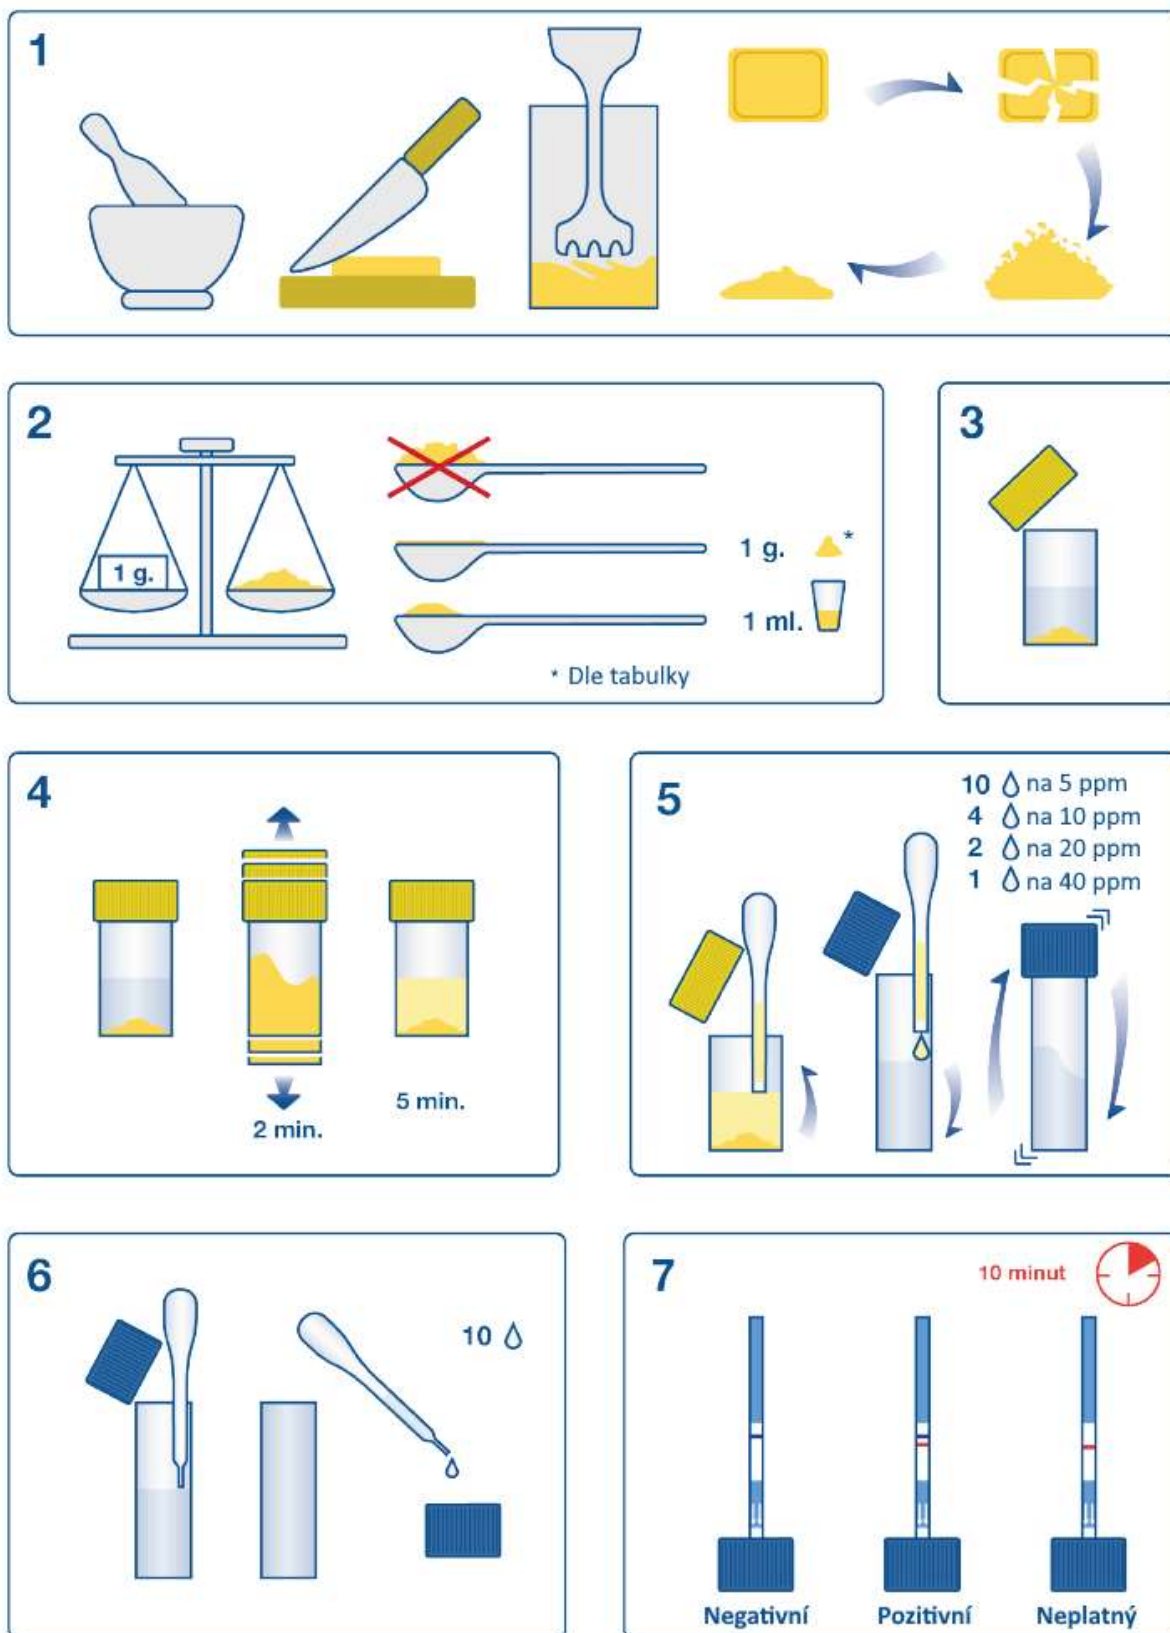 1
2
1 g.
1 g. *
1 ml.
* Dle tabulky
3
4
2 min.
5 min.
5
10 na 5 ppm
4 na 10 ppm
2 na 20 ppm
1 na 40 ppm
6
10
7
10 minut
Negativní
Pozitivní
Neplatný